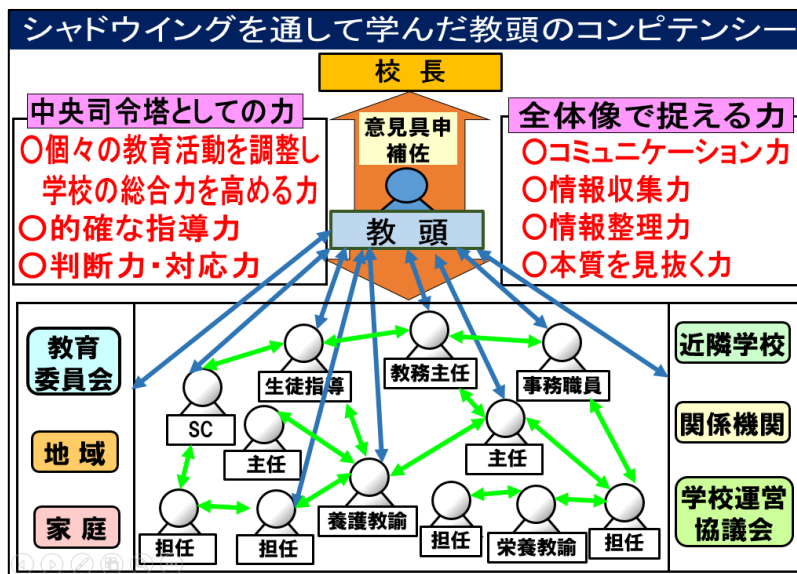 シャドウイングを通して学んだ教頭のコンピテンシー
校長
中央司令塔としての力
〇個々の教育活動を調整し
学校の総合力を高める力
〇的確な指導力
〇判断力・対応力
意見具申
補佐
教頭
全体像で捉える力
〇コミュニケーション力
〇情報収集力
〇情報整理力
〇本質を見抜く力
教育
委員会
地域
家庭
生徒指導
教務主任
事務職員
SC
主任
主任
担任
担任
養護教諭
担任
栄養教諭
担任
近隣学校
関係機関
学校運営
協議会